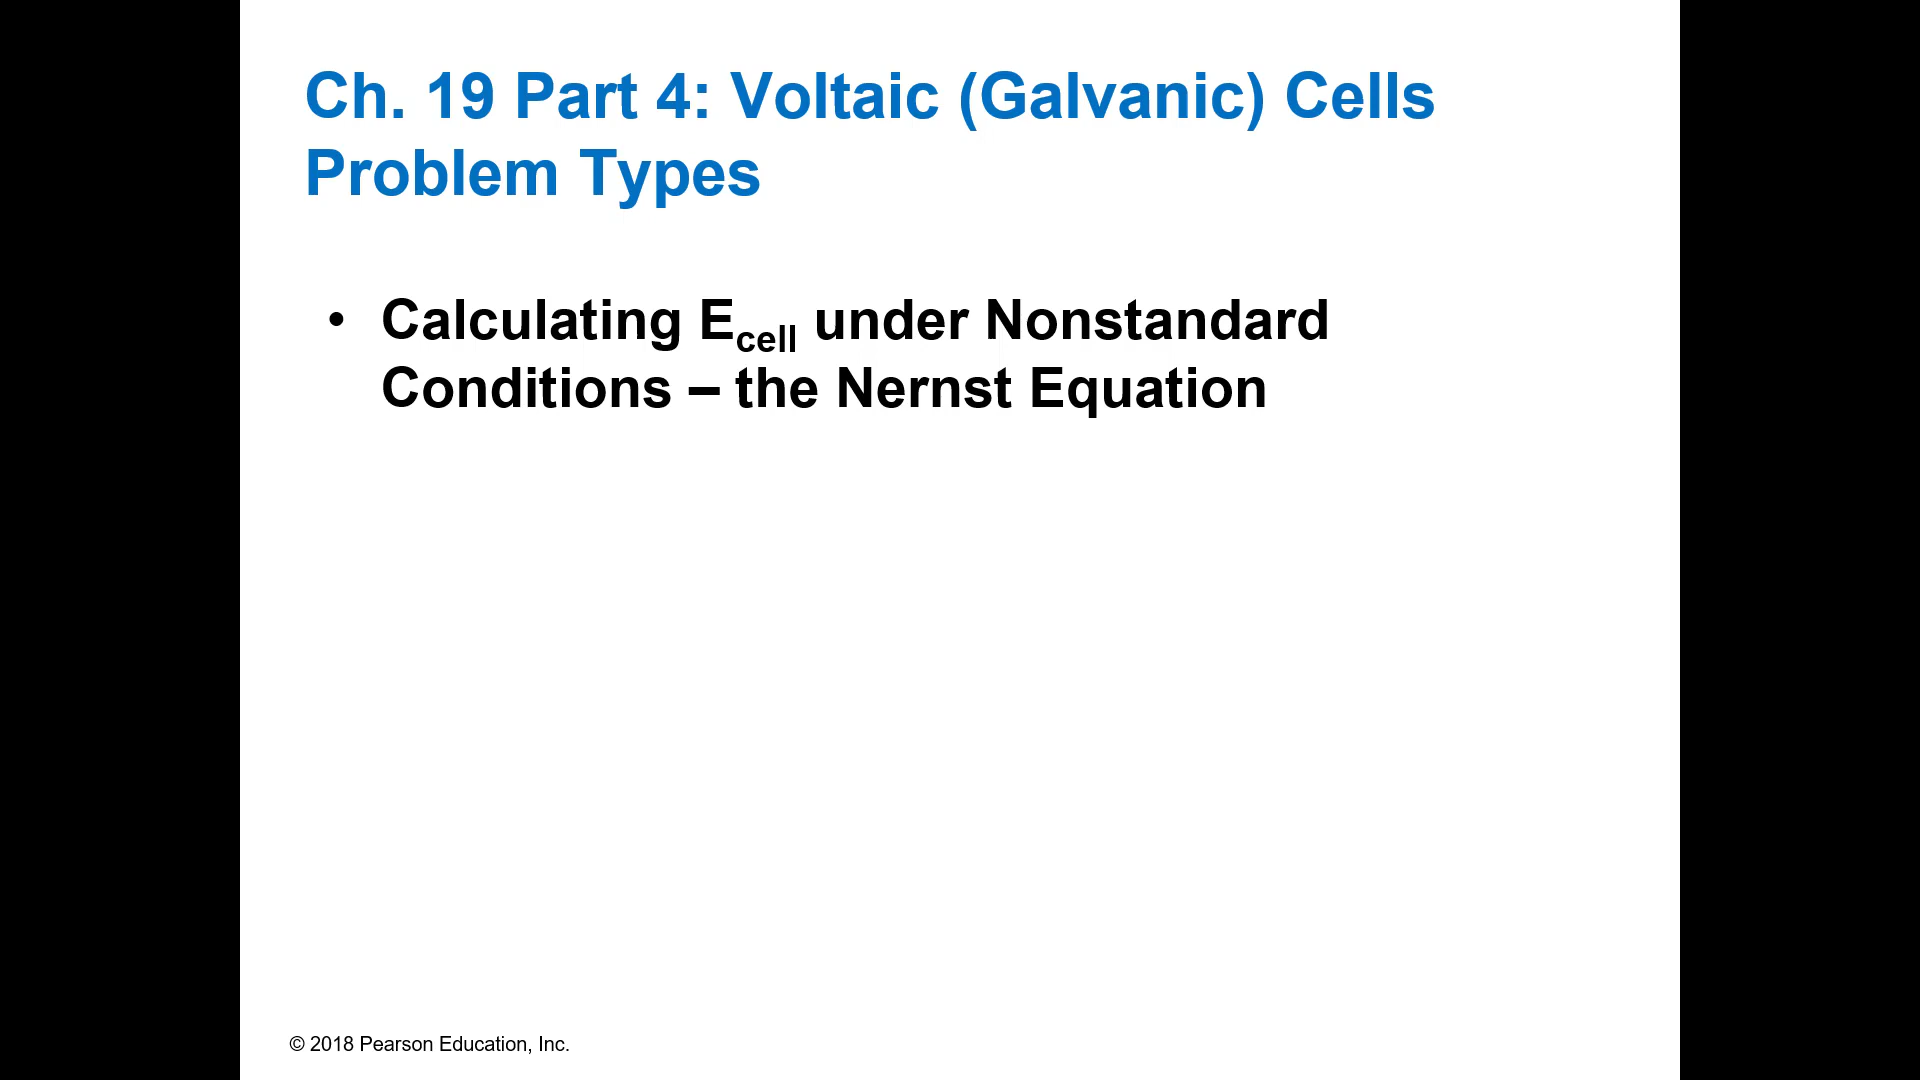 Ch. 19 Part 4: Voltaic (Galvanic) Cells
Problem Types
• Calculating Ecell under Nonstandard
Conditions – the Nernst Equation
© 2018 Pearson Education, Inc.